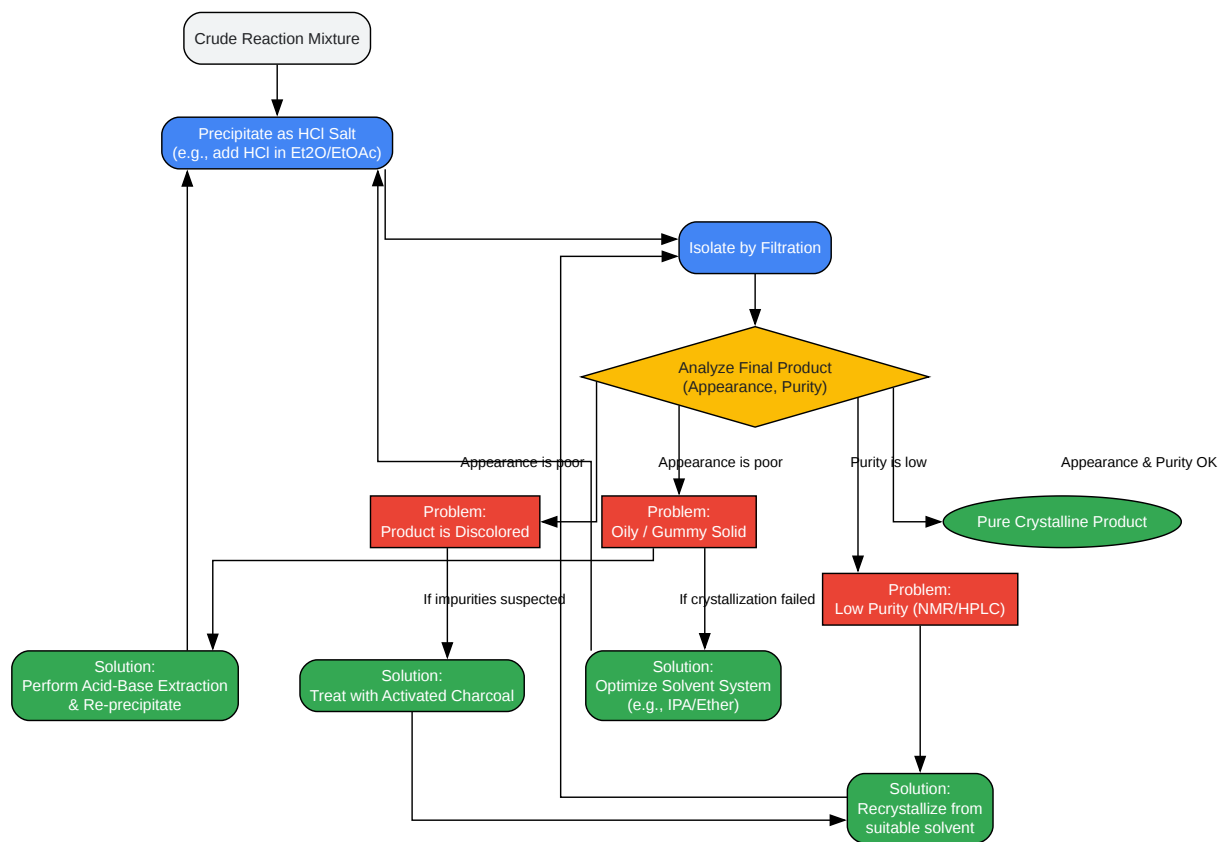 Crude Reaction Mixture
Precipitate as HCl Salt
(e.g., add HCl in Et2O/EtOAc)
Isolate by Filtration
Analyze Final Product
(Appearance, Purity)
Appearance is poor
Appearance is poor
Purity is low
Appearance & Purity OK
Problem:
Product is Discolored
Problem:
Oily / Gummy Solid
Pure Crystalline Product
Problem:
Low Purity (NMR/HPLC)
If impurities suspected
If crystallization failed
Solution:
Perform Acid-Base Extraction
& Re-precipitate
Solution:
Treat with Activated Charcoal
Solution:
Optimize Solvent System
(e.g., IPA/Ether)
Solution:
Recrystallize from
suitable solvent